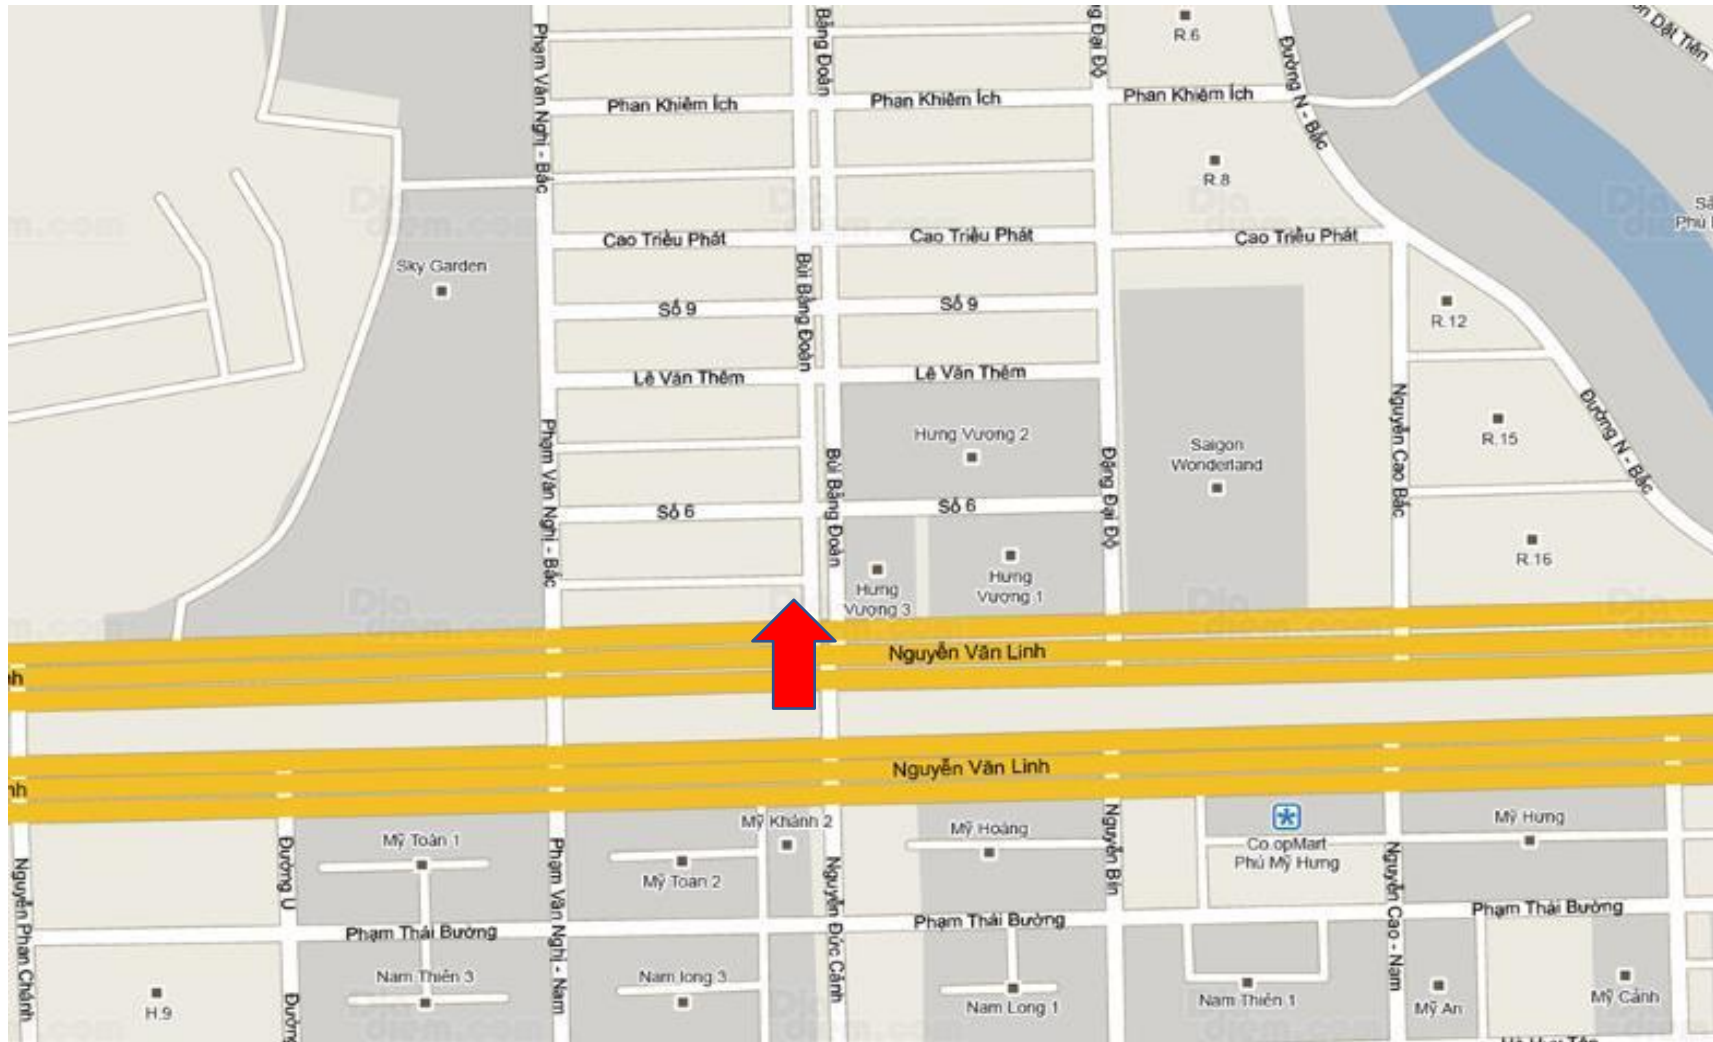 Phạm Văn Nghị - Bắc
Bằng Đoàn
Đại Độ
R.6
Đường N - Bắc
Dật Tiên
Phan Khiêm Ích
Phan Khiêm Ích
Phan Khiêm Ích
R.8
Cao Triều Phát
Cao Triều Phát
Cao Triều Phát
Sky Garden
Bùi Bằng Đoàn
Số 9
Số 9
R.12
Lê Văn Thêm
Lê Văn Thêm
Phạm Văn Nghị - Bắc
Bùi Bằng Đoàn
Hưng Vượng 2
Đặng Đại Độ
Saigon
Wonderland
Nguyễn Cao Bắc
R.15
Đường N - Bắc
Số 6
Số 6
Hưng
Vượng 3
Hưng
Vượng 1
R.16
Nguyễn Văn Linh
nh
Nguyễn Văn Linh
nh
Nguyễn Phan Chánh
Đường U
Mỹ Toàn 1
Phạm Văn Nghị - Nam
Mỹ Toàn 2
Mỹ Khánh 2
Nguyễn Đức Cảnh
Mỹ Hoàng
Nguyễn Bín
Co.opMart
Phú Mỹ Hưng
Nguyễn Cao - Nam
Mỹ Hưng
Phạm Thái Bường
Phạm Thái Bường
Phạm Thái Bường
H.9
Đường
Nam Thiên 3
Nam long 3
Nam Long 1
Nam Thiên 1
Mỹ An
Mỹ Cảnh